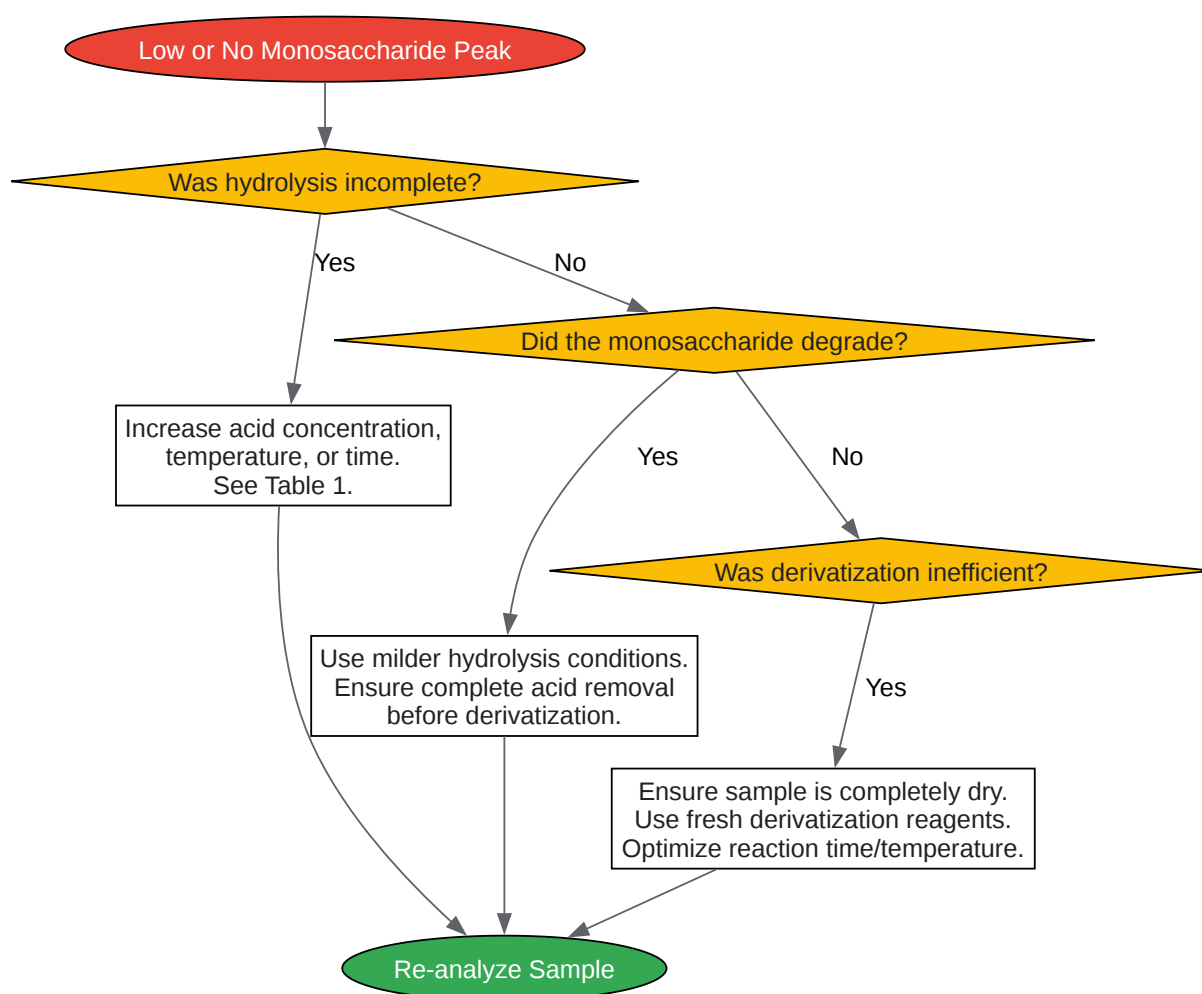 Low or No Monosaccharide Peak
Was hydrolysis incomplete?
Yes
No
Did the monosaccharide degrade?
Increase acid concentration,
temperature, or time.
See Table 1.
Yes
No
Was derivatization inefficient?
Use milder hydrolysis conditions.
Ensure complete acid removal
before derivatization.
Yes
Ensure sample is completely dry.
Use fresh derivatization reagents.
Optimize reaction time/temperature.
Re-analyze Sample